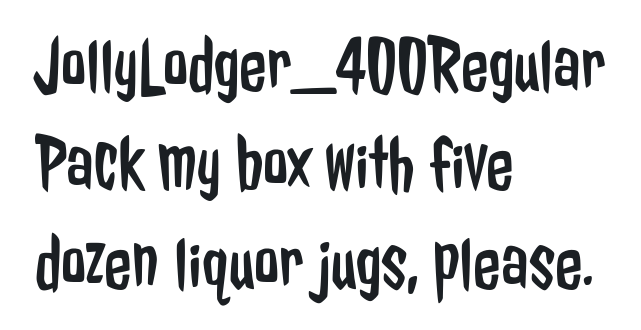 JollyLodger_400Regular
Pack my box with five
dozen liquor jugs, please.